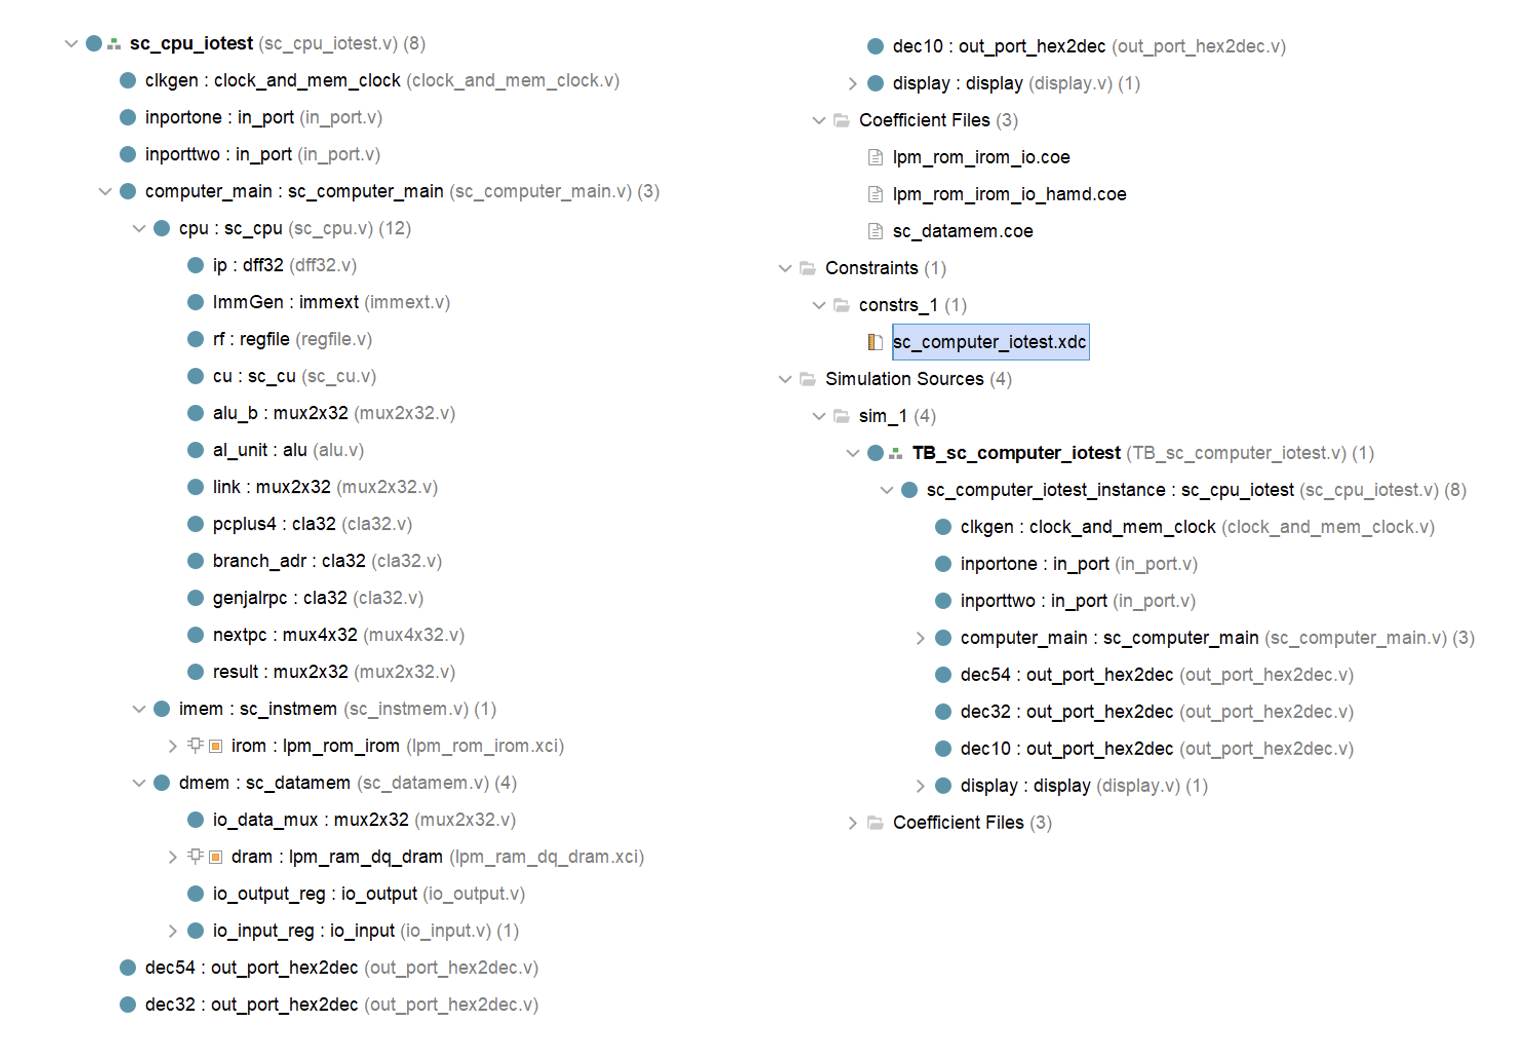 sc_cpu_iotest (sc_cpu_iotest.v) (8)
clkgen : clock_and_mem_clock (clock_and_mem_clock.v)
inportone : in_port (in_port.v)
inporttwo : in_port (in_port.v)
computer_main : sc_computer_main (sc_computer_main.v) (3)
cpu : sc_cpu (sc_cpu.v) (12)
ip : dff32 (dff32.v)
ImmGen : immext (immext.v)
rf : regfile (regfile.v)
cu : sc_cu (sc_cu.v)
alu_b : mux2x32 (mux2x32.v)
al_unit : alu (alu.v)
link : mux2x32 (mux2x32.v)
pcplus4 : cla32 (cla32.v)
branch_adr : cla32 (cla32.v)
genjalrpc : cla32 (cla32.v)
nextpc : mux4x32 (mux4x32.v)
result : mux2x32 (mux2x32.v)
imem : sc_instmem (sc_instmem.v) (1)
irom : lpm_rom_irom (lpm_rom_irom.xci)
dmem : sc_datamem (sc_datamem.v) (4)
io_data_mux : mux2x32 (mux2x32.v)
dram : lpm_ram_dq_dram (lpm_ram_dq_dram.xci)
io_output_reg : io_output (io_output.v)
io_input_reg : io_input (io_input.v) (1)
dec54 : out_port_hex2dec (out_port_hex2dec.v)
dec32 : out_port_hex2dec (out_port_hex2dec.v)
dec10 : out_port_hex2dec (out_port_hex2dec.v)
display : display (display.v) (1)
Coefficient Files (3)
lpm_rom_irom_io.coe
lpm_rom_irom_io_hamd.coe
sc_datamem.coe
Constraints (1)
constrs_1 (1)
sc_computer_iotest.xdc
Simulation Sources (4)
sim_1 (4)
TB_sc_computer_iotest (TB_sc_computer_iotest.v) (1)
sc_computer_iotest_instance : sc_cpu_iotest (sc_cpu_iotest.v) (8)
clkgen : clock_and_mem_clock (clock_and_mem_clock.v)
inportone : in_port (in_port.v)
inporttwo : in_port (in_port.v)
computer_main : sc_computer_main (sc_computer_main.v) (3)
dec54 : out_port_hex2dec (out_port_hex2dec.v)
dec32 : out_port_hex2dec (out_port_hex2dec.v)
dec10 : out_port_hex2dec (out_port_hex2dec.v)
display : display (display.v) (1)
Coefficient Files (3)